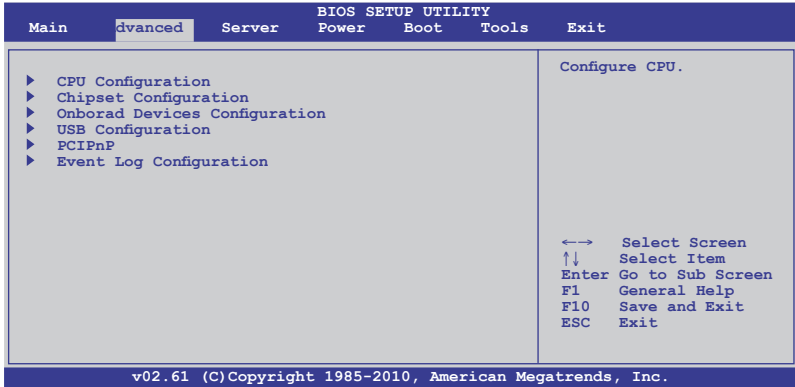 BIOS SETUP UTILITY
Main dvanced Server Power Boot Tools Exit
CPU Configuration
Chipset Configuration
Onborad Devices Configuration
USB Configuration
PCIPnP
Event Log Configuration
Configure CPU.
←→ Select Screen
↑↓ Select Item
Enter Go to Sub Screen
F1 General Help
F10 Save and Exit
ESC Exit
v02.61 (C)Copyright 1985-2010, American Megatrends, Inc.